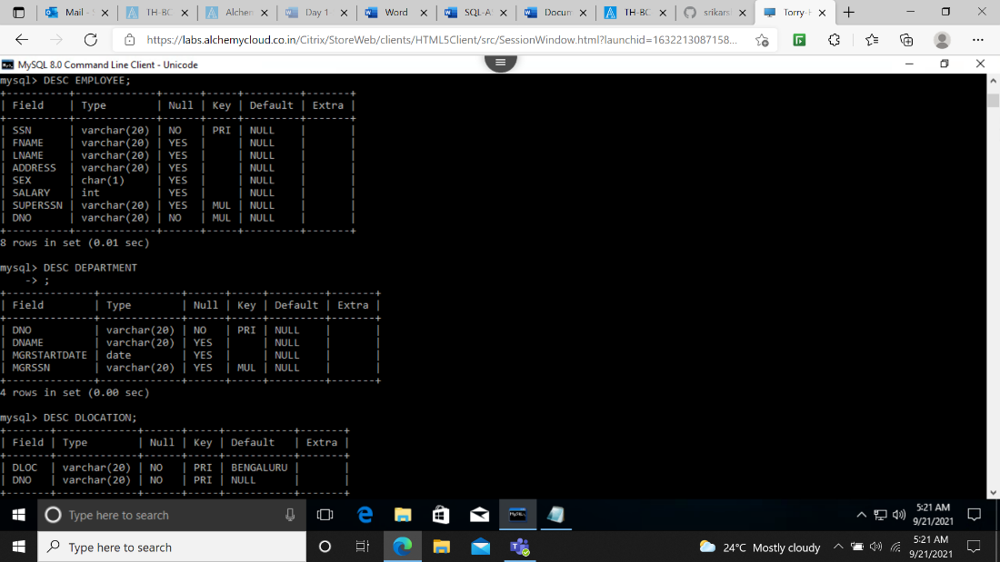 Mail - S
TH-BC
Alchem
Day 1
Word
SQL-AS
Docum
TH-BC
srikarsh
Torry-H
https://labs.alchemycloud.co.in/Citrix/StoreWeb/clients/HTML5Client/src/SessionWindow.html?launchid=1632213087158...
MySQL 8.0 Command Line Client - Unicode
mysql> DESC EMPLOYEE;
+----------+-------------+------+-----+---------+-------+
| Field    | Type        | Null | Key | Default | Extra |
+----------+-------------+------+-----+---------+-------+
| SSN      | varchar(20) | NO   | PRI | NULL    |       |
| FNAME    | varchar(20) | YES  |     | NULL    |       |
| LNAME    | varchar(20) | YES  |     | NULL    |       |
| ADDRESS  | varchar(20) | YES  |     | NULL    |       |
| SEX      | char(1)     | YES  |     | NULL    |       |
| SALARY   | int         | YES  |     | NULL    |       |
| SUPERSSN | varchar(20) | YES  | MUL | NULL    |       |
| DNO      | varchar(20) | NO   | MUL | NULL    |       |
+----------+-------------+------+-----+---------+-------+
8 rows in set (0.01 sec)
mysql> DESC DEPARTMENT
    -> ;
+--------------+-------------+------+-----+---------+-------+
| Field        | Type        | Null | Key | Default | Extra |
+--------------+-------------+------+-----+---------+-------+
| DNO          | varchar(20) | NO   | PRI | NULL    |       |
| DNAME        | varchar(20) | YES  |     | NULL    |       |
| MGRSTARTDATE | date        | YES  |     | NULL    |       |
| MGRSSN       | varchar(20) | YES  | MUL | NULL    |       |
+--------------+-------------+------+-----+---------+-------+
4 rows in set (0.00 sec)
mysql> DESC DLOCATION;
+-------+-------------+------+-----+-----------+-------+
| Field | Type        | Null | Key | Default   | Extra |
+-------+-------------+------+-----+-----------+-------+
| DLOC  | varchar(20) | NO   | PRI | BENGALURU |       |
| DNO   | varchar(20) | NO   | PRI | NULL      |       |
+-------+-------------+------+-----+-----------+-------+
Type here to search
5:21 AM
9/21/2021
Type here to search
24°C Mostly cloudy
5:21 AM
9/21/2021